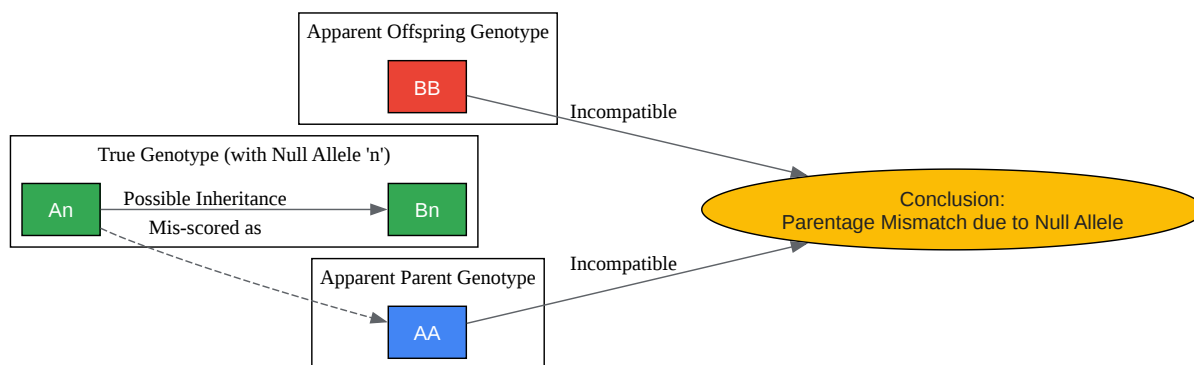 Apparent Offspring Genotype
BB
Incompatible
True Genotype (with Null Allele 'n')
An
Possible Inheritance
Bn
Mis-scored as
Conclusion:
Parentage Mismatch due to Null Allele
Incompatible
Apparent Parent Genotype
AA